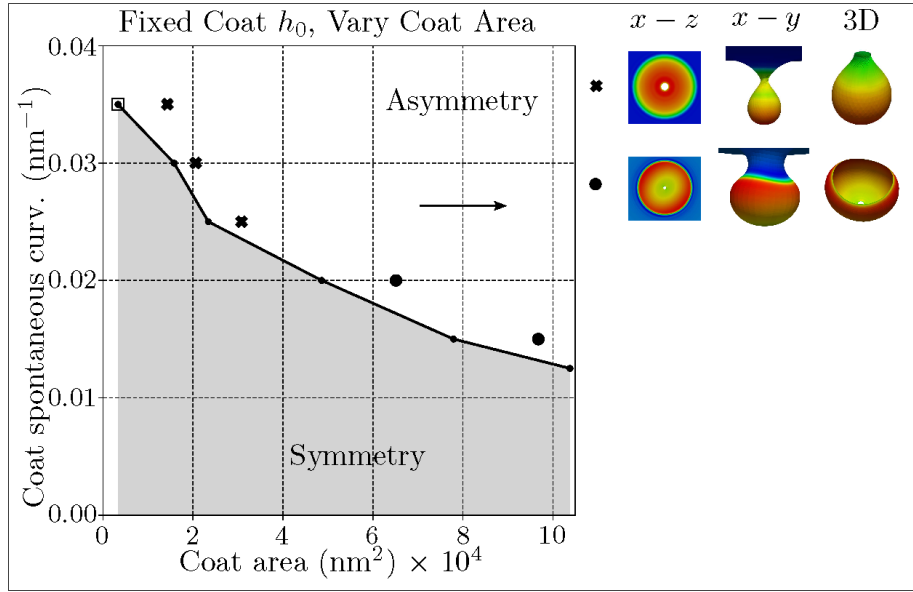 Fixed Coat h₀, Vary Coat Area
x − z
x − y
3D
0.04
0.03
0.02
0.01
0.00
Coat spontaneous curv. (nm⁻¹)
Asymmetry
Symmetry
0
2
4
6
8
10
Coat area (nm²) × 10⁴